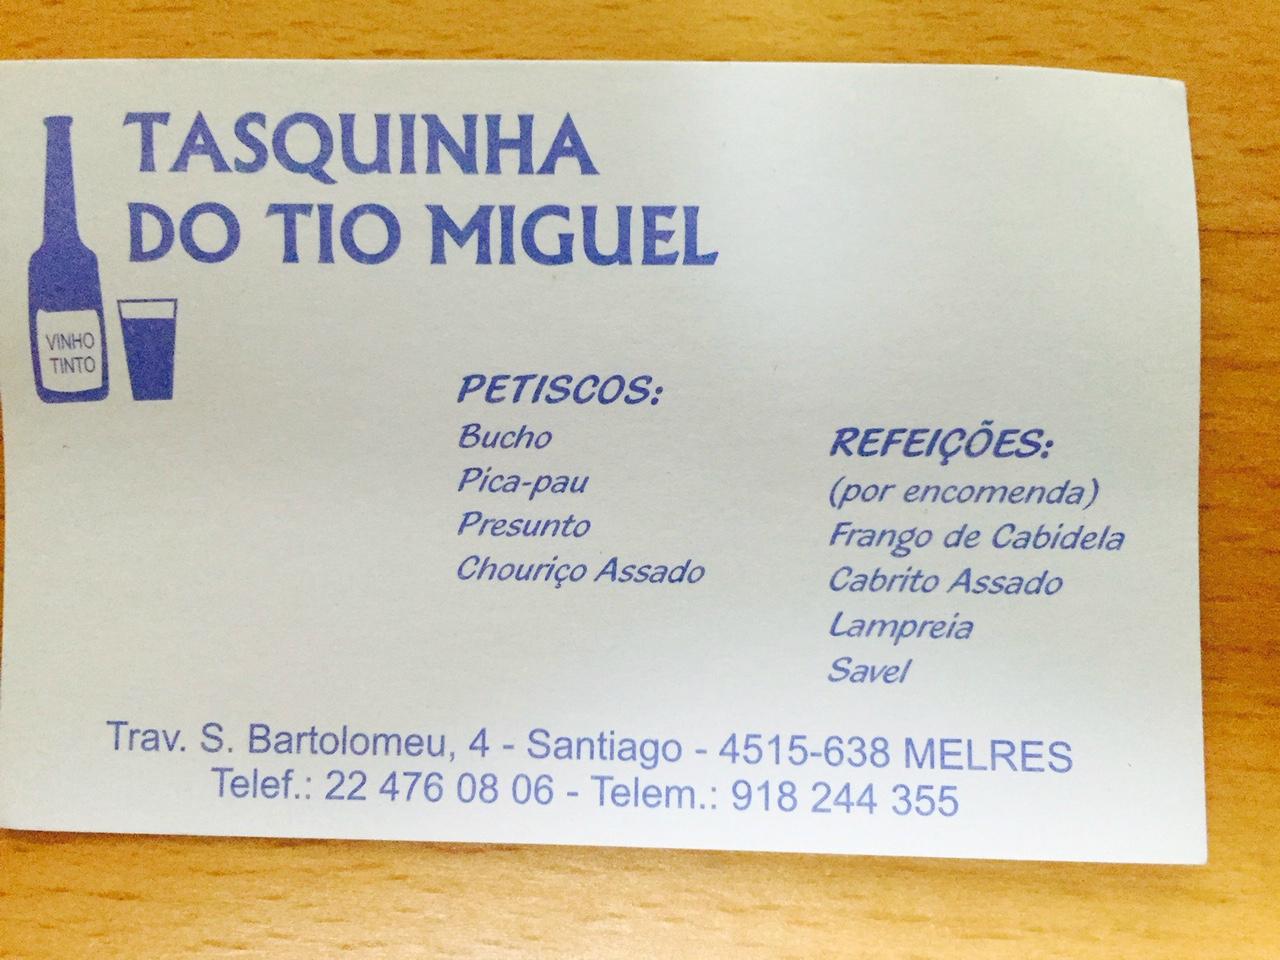 TASQUINHA
DO TIO MIGUEL
VINHO
TINTO
PETISCOS:
Bucho
Pica-pau
Presunto
Chouriço Assado
REFEIÇÕES:
(por encomenda)
Frango de Cabidela
Cabrito Assado
Lampreia
Savel
Trav. S. Bartolomeu, 4 - Santiago - 4515-638 MELRES
Telef.: 22 476 08 06 - Telem.: 918 244 355